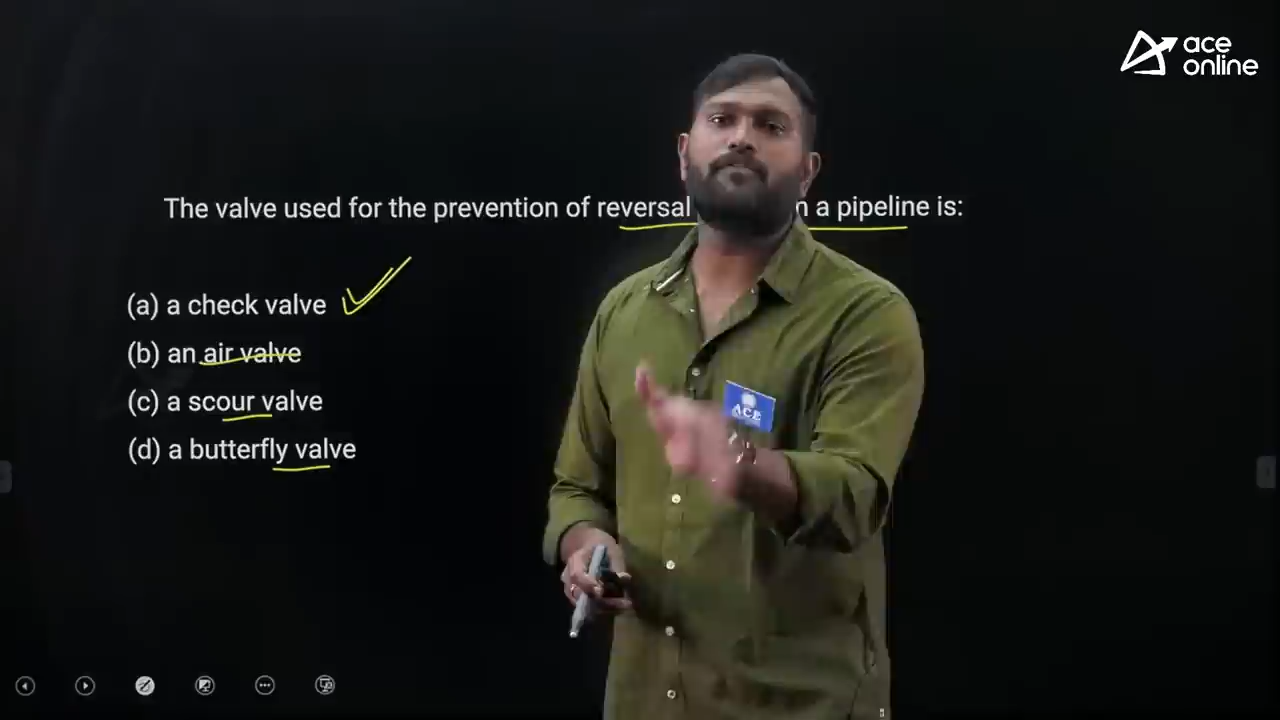 ace
online
The valve used for the prevention of reversal n a pipeline is:
(a) a check valve
(b) an air valve
(c) a scour valve
(d) a butterfly valve
ACE